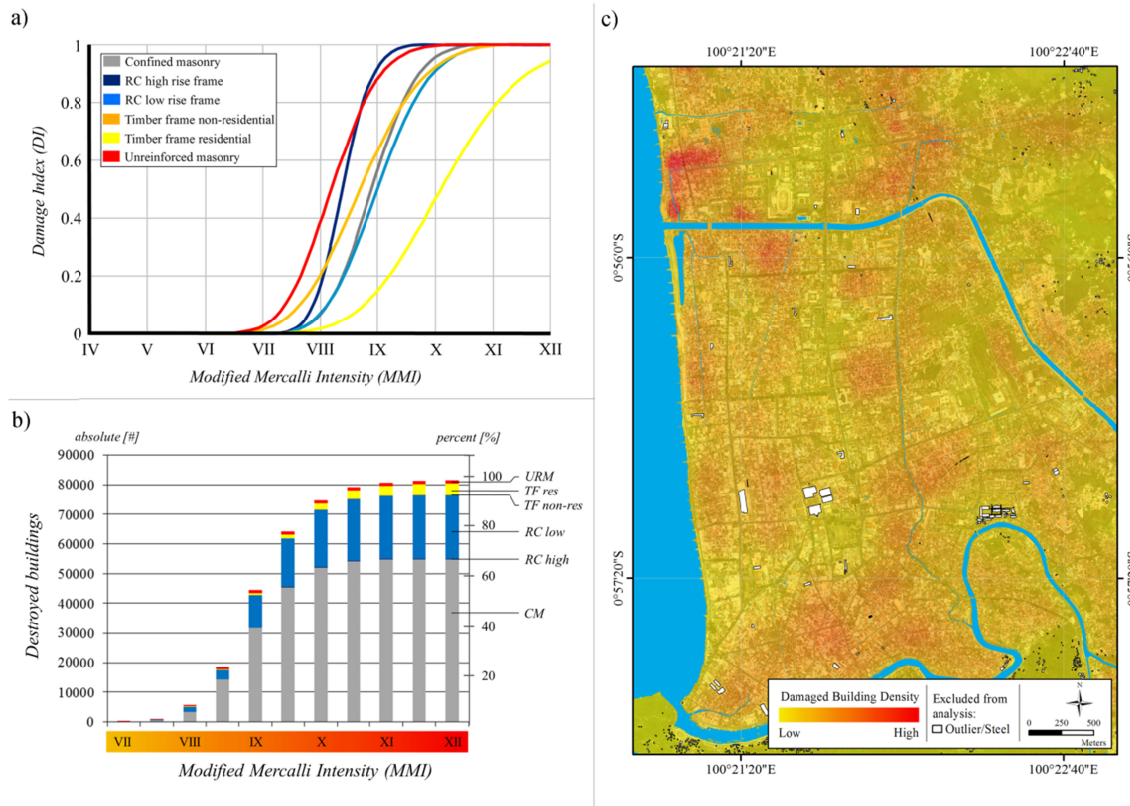 a)
Damage Index (DI)
1
0.8
0.6
0.4
0.2
0
Confined masonry
RC high rise frame
RC low rise frame
Timber frame non-residential
Timber frame residential
Unreinforced masonry
IV V VI VII VIII IX X XI XII
Modified Mercalli Intensity (MMI)
b)
absolute [#] percent [%]
Destroyed buildings
90000
80000
70000
60000
50000
40000
30000
20000
10000
0
100
80
60
40
20
URM
TF res
TF non-res
RC low
RC high
CM
VII VIII IX X XI XII
Modified Mercalli Intensity (MMI)
c)
100°21'20"E 100°22'40"E
0°56'0"S
0°57'20"S
0°57'20"S
Damaged Building Density
Low High
Excluded from
analysis:
Outlier/Steel
N
0 250 500
Meters
100°21'20"E 100°22'40"E